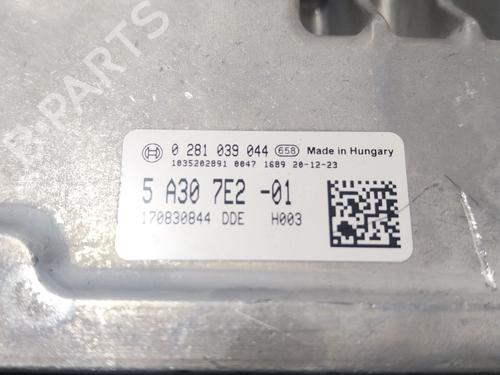 B-PARTS
0 281 039 044 658 Made in Hungary
1035202891 0047 1689 20-12-23
5 A30 7E2 -01
170830844 DDE H003